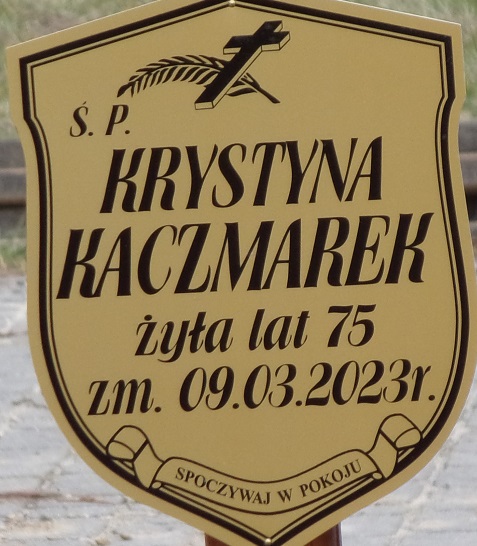 Ś. P.
KRYSTYNA
KACZMAREK
żyła lat 75
zm. 09.03.2023r.
SPOCZYWAJ W POKOJU